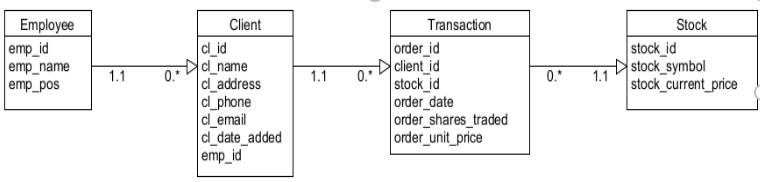 Employee
emp_id
emp_name
emp_pos
1.1
0.*
Client
cl_id
cl_name
cl_address
cl_phone
cl_email
cl_date_added
emp_id
1.1
0.*
Transaction
order_id
client_id
stock_id
order_date
order_shares_traded
order_unit_price
0.*
1.1
Stock
stock_id
stock_symbol
stock_current_price